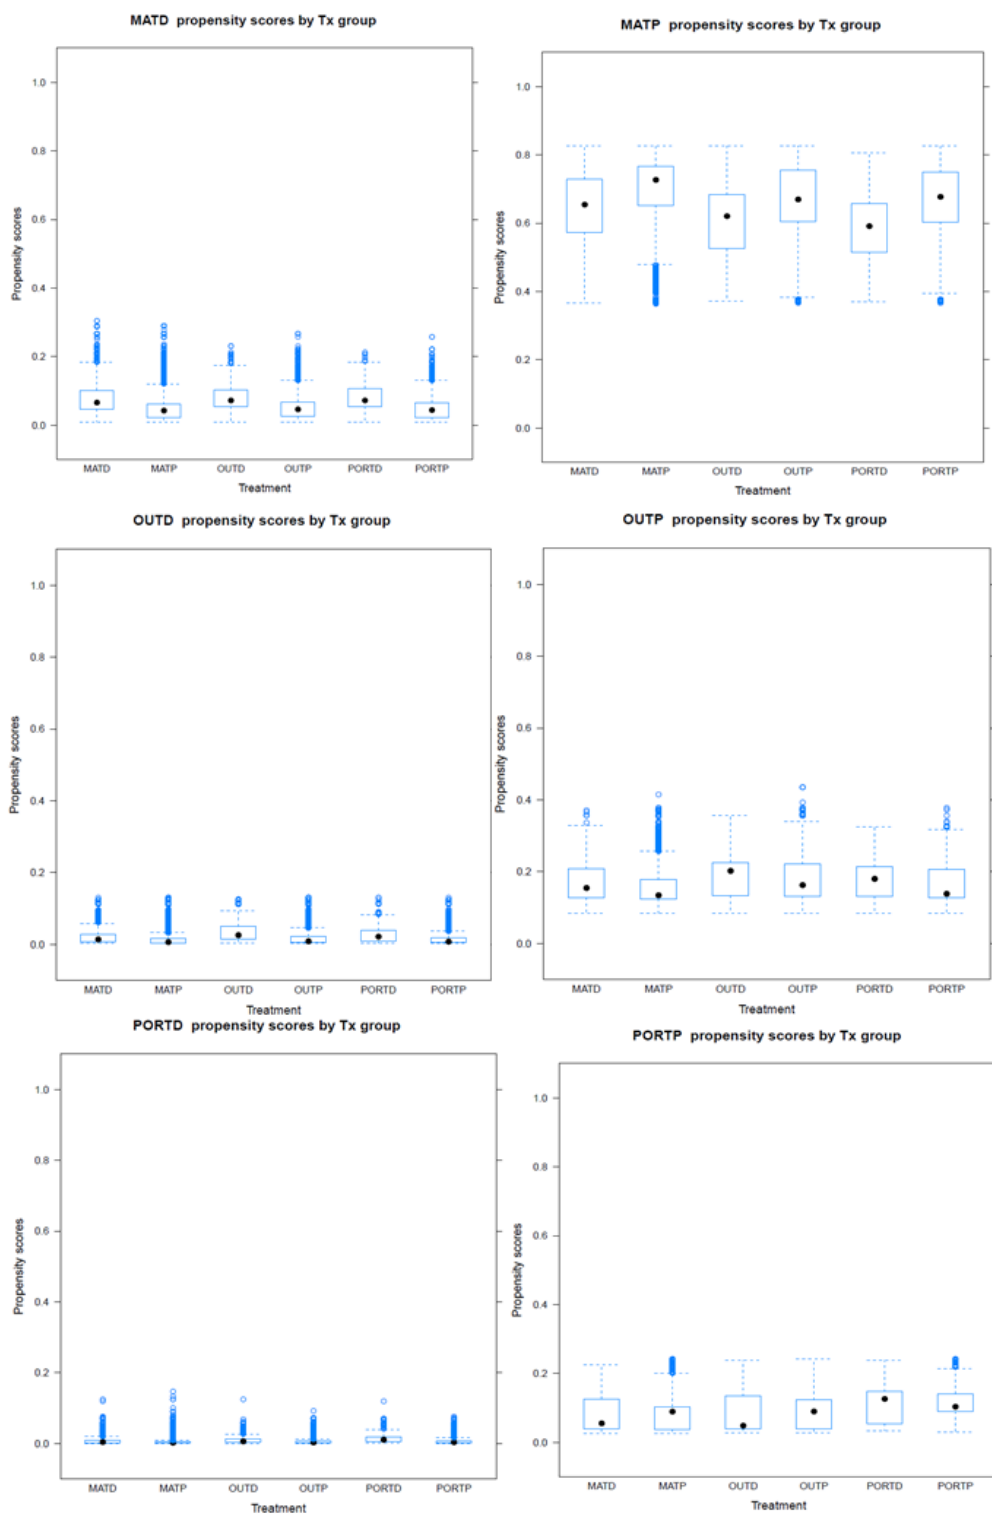 MATD propensity scores by Tx group
1.0
0.8
0.6
0.4
0.2
0.0
Propensity scores
MATD MATP OUTD OUTP PORTD PORTP
Treatment
MATP propensity scores by Tx group
1.0
0.8
0.6
0.4
0.2
0.0
Propensity scores
MATD MATP OUTD OUTP PORTD PORTP
Treatment
OUTD propensity scores by Tx group
1.0
0.8
0.6
0.4
0.2
0.0
Propensity scores
MATD MATP OUTD OUTP PORTD PORTP
Treatment
OUTP propensity scores by Tx group
1.0
0.8
0.6
0.4
0.2
0.0
Propensity scores
MATD MATP OUTD OUTP PORTD PORTP
Treatment
PORTD propensity scores by Tx group
1.0
0.8
0.6
0.4
0.2
0.0
Propensity scores
MATD MATP OUTD OUTP PORTD PORTP
Treatment
PORTP propensity scores by Tx group
1.0
0.8
0.6
0.4
0.2
0.0
Propensity scores
MATD MATP OUTD OUTP PORTD PORTP
Treatment